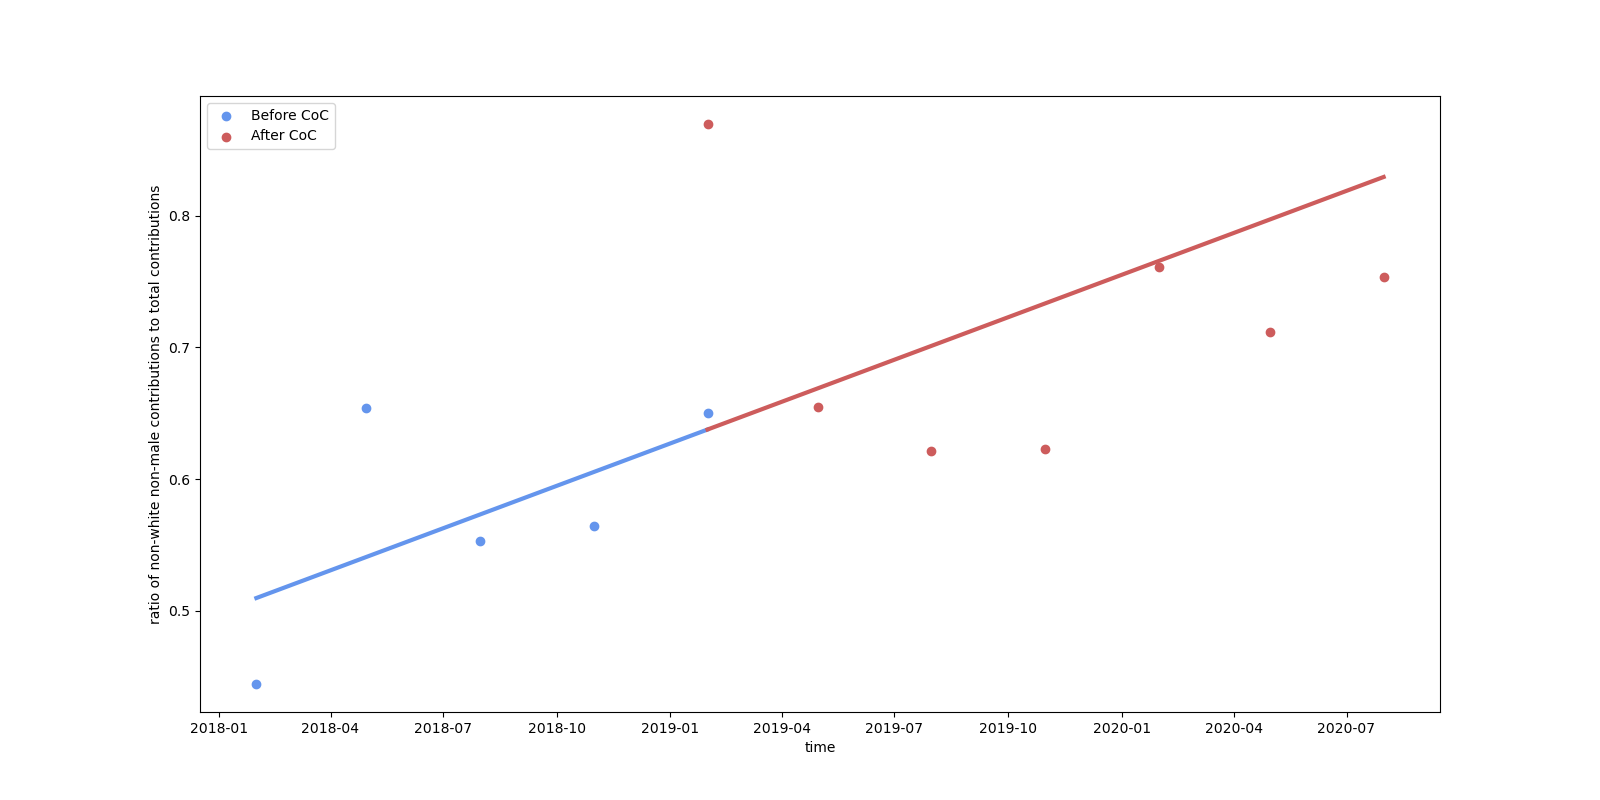 Before CoC
After CoC
ratio of non-white non-male contributions to total contributions
0.8
0.7
0.6
0.5
2018-01 2018-04 2018-07 2018-10 2019-01 2019-04 2019-07 2019-10 2020-01 2020-04 2020-07
time